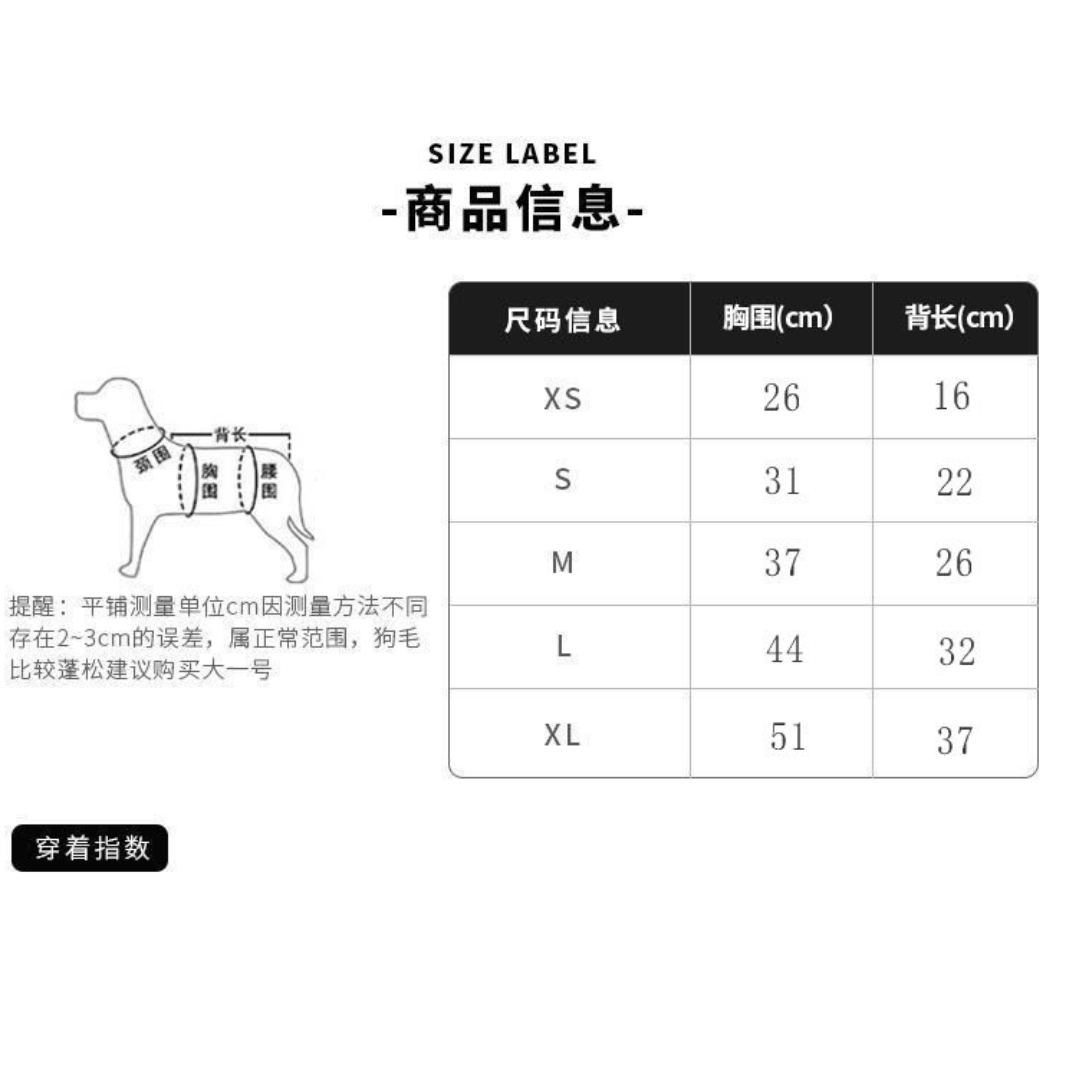 SIZE LABEL
-商品信息-
尺码信息 胸围(cm) 背长(cm)
XS 26 16
S 31 22
M 37 26
L 44 32
XL 51 37
背长
颈围
胸围
腰围
提醒：平铺测量单位cm因测量方法不同
存在2~3cm的误差，属正常范围，狗毛
比较蓬松建议购买大一号
穿着指数